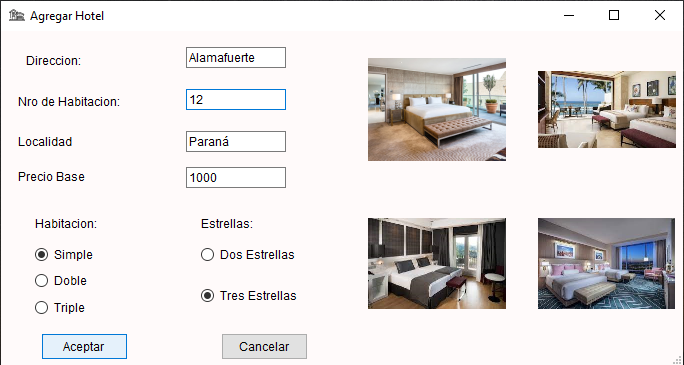 Agregar Hotel
Direccion: Alamafuerte
Nro de Habitacion: 12
Localidad Paraná
Precio Base 1000
Habitacion: Estrellas:
Simple Dos Estrellas
Doble
Tres Estrellas
Triple
Aceptar Cancelar